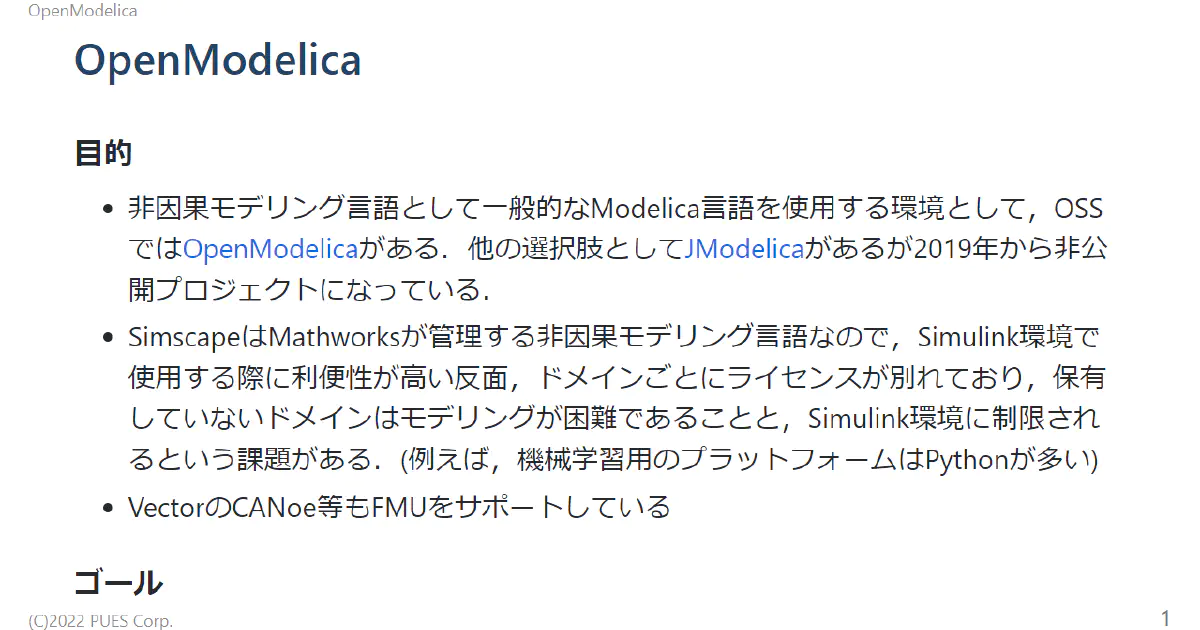 OpenModelica
OpenModelica
目的
• 非因果モデリング言語として一般的なModelica言語を使用する環境として，OSS
ではOpenModelicaがある．他の選択肢としてJModelicaがあるが2019年から非公
開プロジェクトになっている．
• SimscapeはMathworksが管理する非因果モデリング言語なので，Simulink環境で
使用する際に利便性が高い反面，ドメインごとにライセンスが別れており，保有
していないドメインはモデリングが困難であることと，Simulink環境に制限され
るという課題がある．(例えば，機械学習用のプラットフォームはPythonが多い)
• VectorのCANoe等もFMUをサポートしている
ゴール
(C)2022 PUES Corp.
1